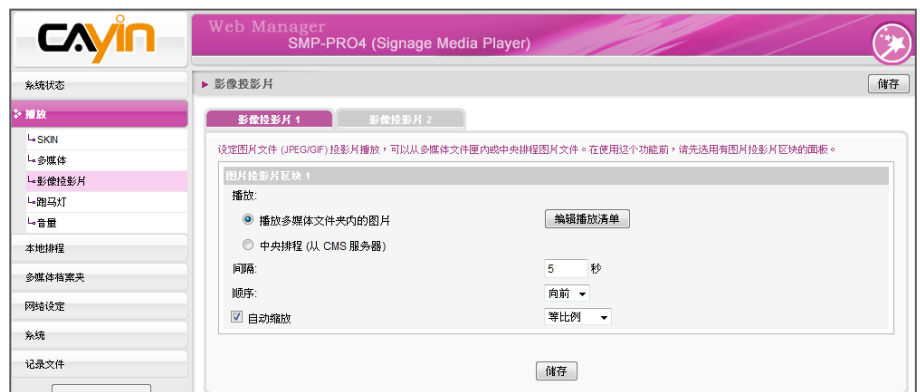 CAYIN
Web Manager
SMP-PRO4 (Signage Media Player)
系统状态
播放
SKIN
多媒体
影像投影片
跑马灯
音量
本地排程
多媒体档案夹
网络设定
系统
记录文件
影像投影片
储存
影像投影片 1
影像投影片 2
设定图片文件 (JPEG/GIF) 投影片播放，可以从多媒体文件匣内或中央排程图片文件。在使用这个功能前，请先选用有图片投影片区块的面板。
图片投影片区块 1
播放:
播放多媒体文件夹内的图片
编辑播放清单
中央排程 (从 CMS 服务器)
间隔:
5 秒
顺序:
向前
自动缩放
等比例
储存